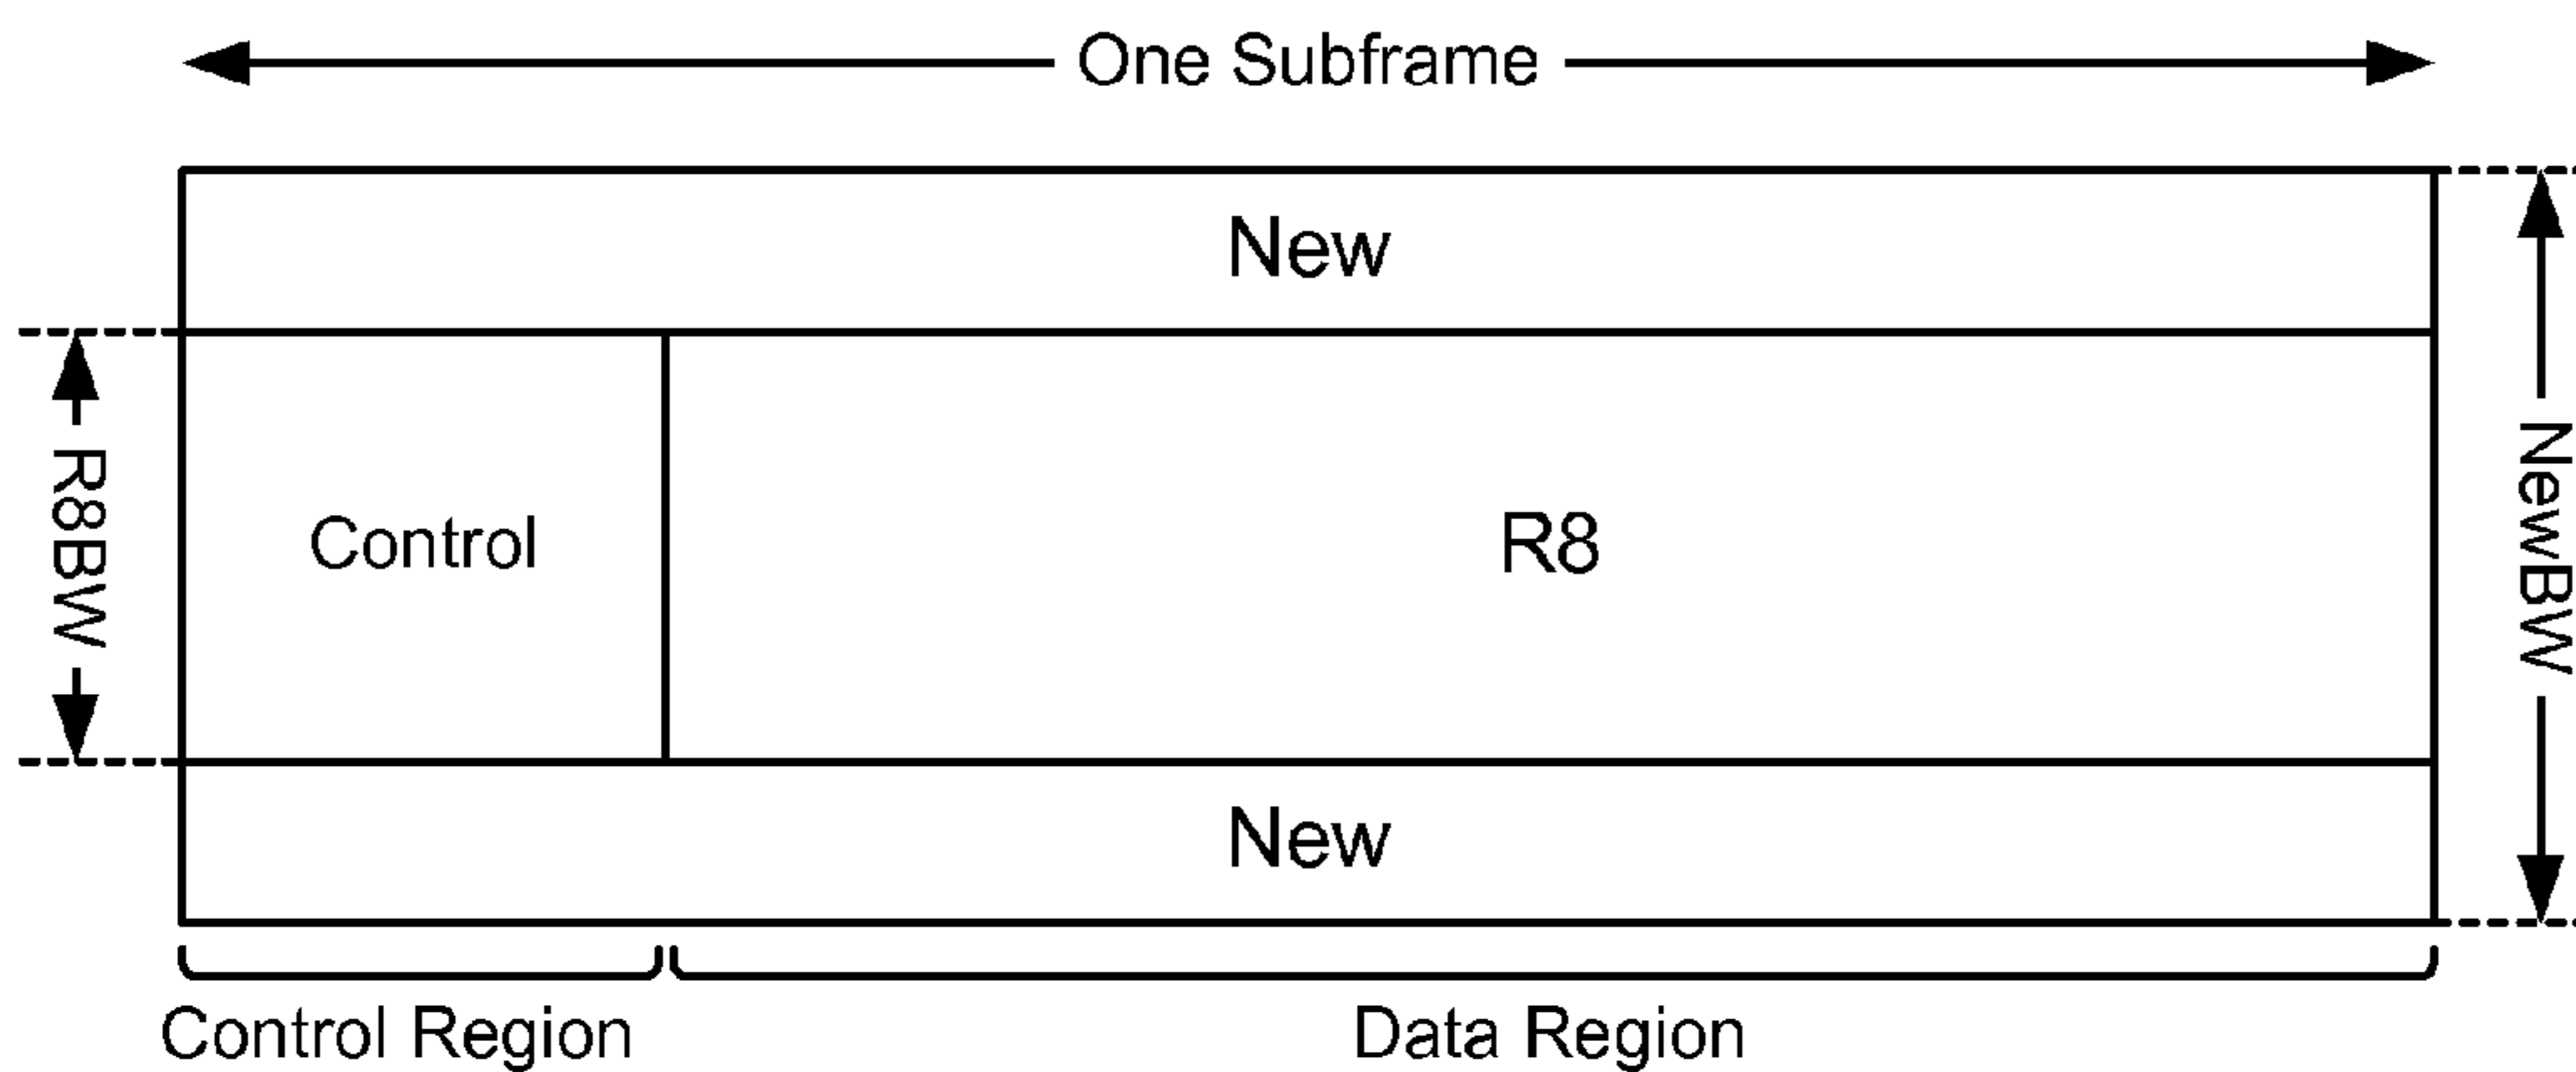 One Subframe
New
R8BW
Control
R8
NewBW
New
Control Region
Data Region